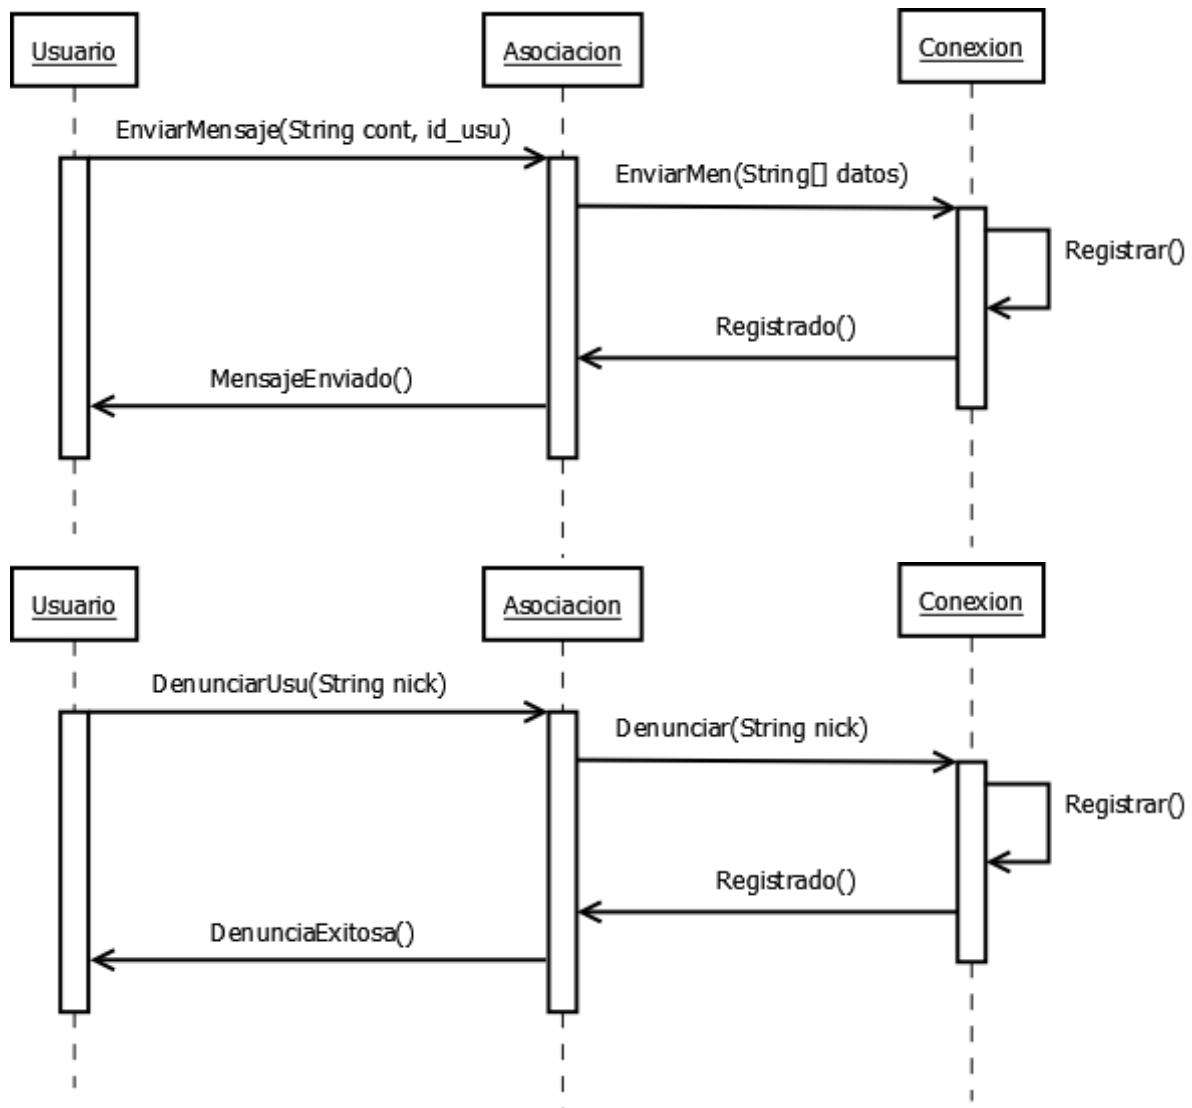 Usuario
Asociacion
Conexion
EnviarMensaje(String cont, id_usu)
EnviarMen(String[] datos)
Registrar()
Registrado()
MensajeEnviado()
Usuario
Asociacion
Conexion
DenunciarUsu(String nick)
Denunciar(String nick)
Registrar()
Registrado()
DenunciaExitosa()